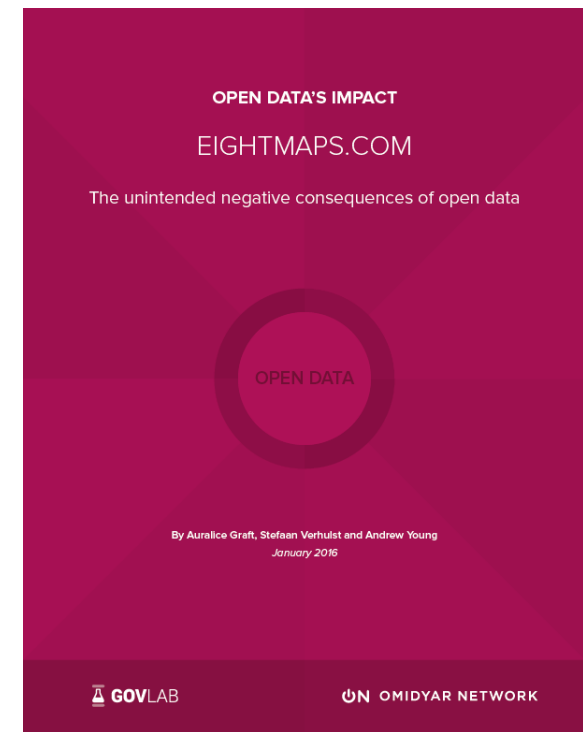 OPEN DATA'S IMPACT
EIGHTMAPS.COM
The unintended negative consequences of open data
OPEN DATA
By Auralice Graft, Stefaan Verhulst and Andrew Young
January 2016
GOVLAB
ON OMIDYAR NETWORK